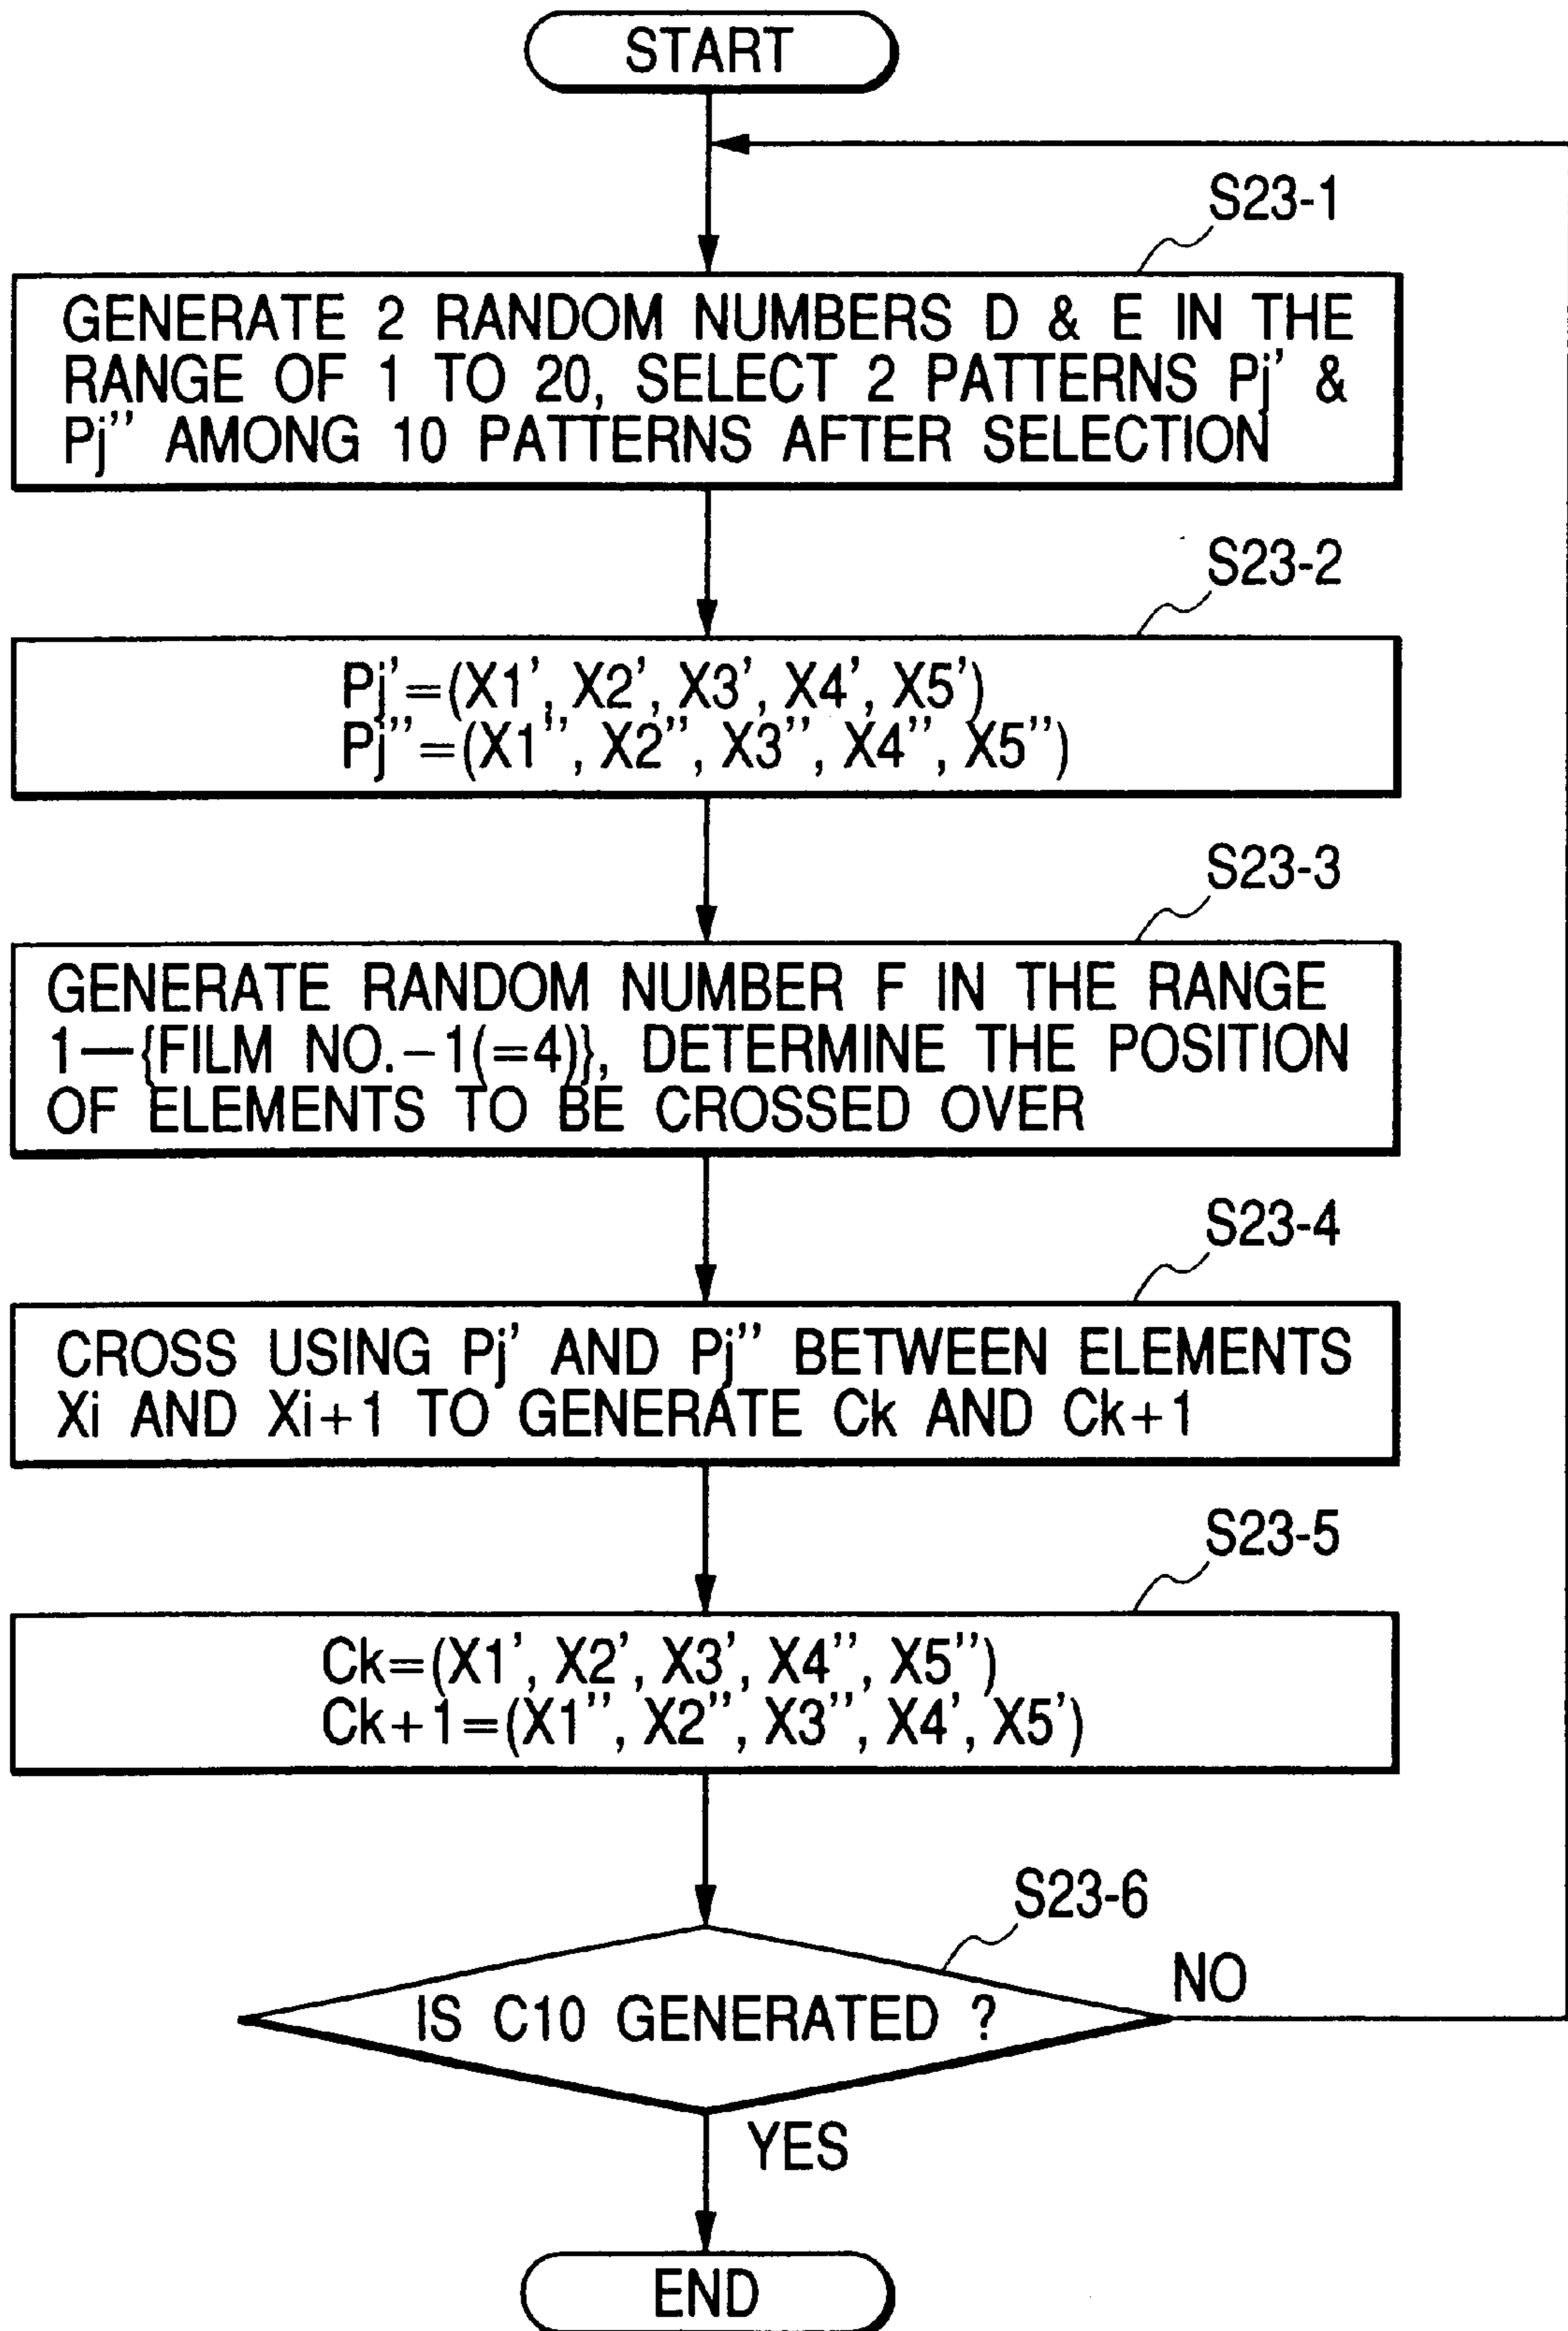 START
S23-1
GENERATE 2 RANDOM NUMBERS D & E IN THE
RANGE OF 1 TO 20, SELECT 2 PATTERNS Pj' &
Pj'' AMONG 10 PATTERNS AFTER SELECTION
S23-2
Pj'=(X1', X2', X3', X4', X5')
Pj''=(X1'', X2'', X3'', X4'', X5'')
S23-3
GENERATE RANDOM NUMBER F IN THE RANGE
1—{FILM NO.-1(=4)}, DETERMINE THE POSITION
OF ELEMENTS TO BE CROSSED OVER
S23-4
CROSS USING Pj' AND Pj'' BETWEEN ELEMENTS
Xi AND Xi+1 TO GENERATE Ck AND Ck+1
S23-5
Ck=(X1', X2', X3', X4'', X5'')
Ck+1=(X1'', X2'', X3'', X4', X5')
S23-6
IS C10 GENERATED ?
NO
YES
END